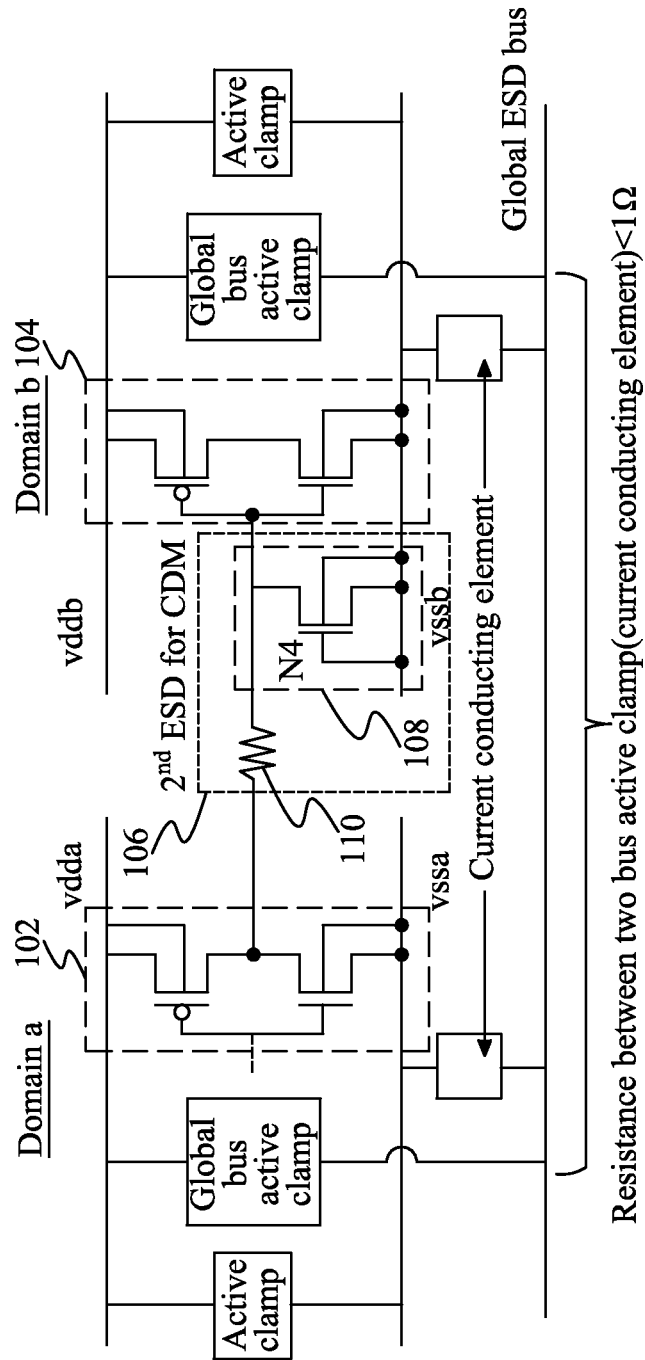 Domain a
102
vdda
106
2nd ESD for CDM
vddb
Domain b
104
Active
clamp
Global
bus
active
clamp
N4
110
108
vssa
vssb
Global
bus
active
clamp
Active
clamp
Current conducting element
Global ESD bus
Resistance between two bus active clamp(current conducting element)<1Ω